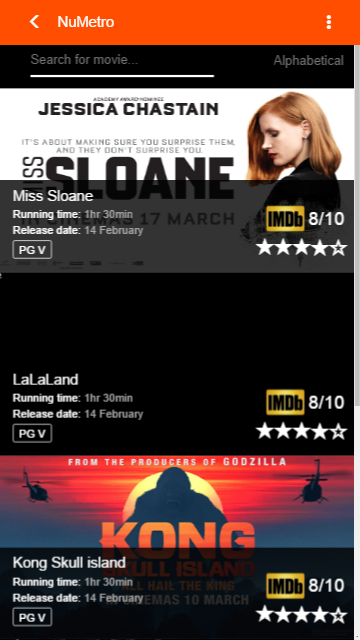 NuMetro
Search for movie...
Alphabetical
ACADEMY AWARD NOMINEE
JESSICA CHASTAIN
IT'S ABOUT MAKING SURE YOU SURPRISE THEM,
AND THEY DON'T SURPRISE YOU.
MISS
SLOANE
Miss Sloane
IN CINEMAS 17 MARCH
Running time: 1hr 30min
Release date: 14 February
PG V
IMDb 8/10
LaLaLand
Running time: 1hr 30min
Release date: 14 February
PG V
IMDb 8/10
FROM THE PRODUCERS OF GODZILLA
KONG
SKULL ISLAND
Kong Skull island
ALL HAIL THE KING
IN CINEMAS 10 MARCH
Running time: 1hr 30min
Release date: 14 February
PG V
IMDb 8/10